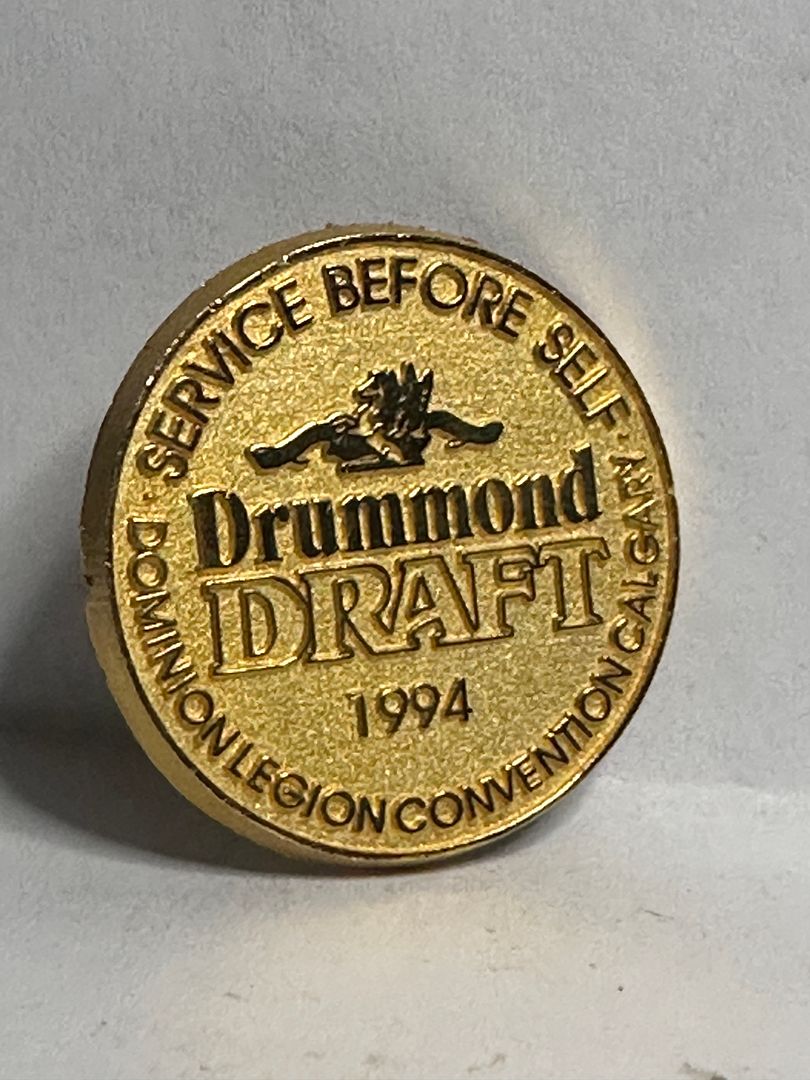 · SERVICE BEFORE SELF ·
Drummond
DRAFT
1994
DOMINION LEGION CONVENTION CALGARY